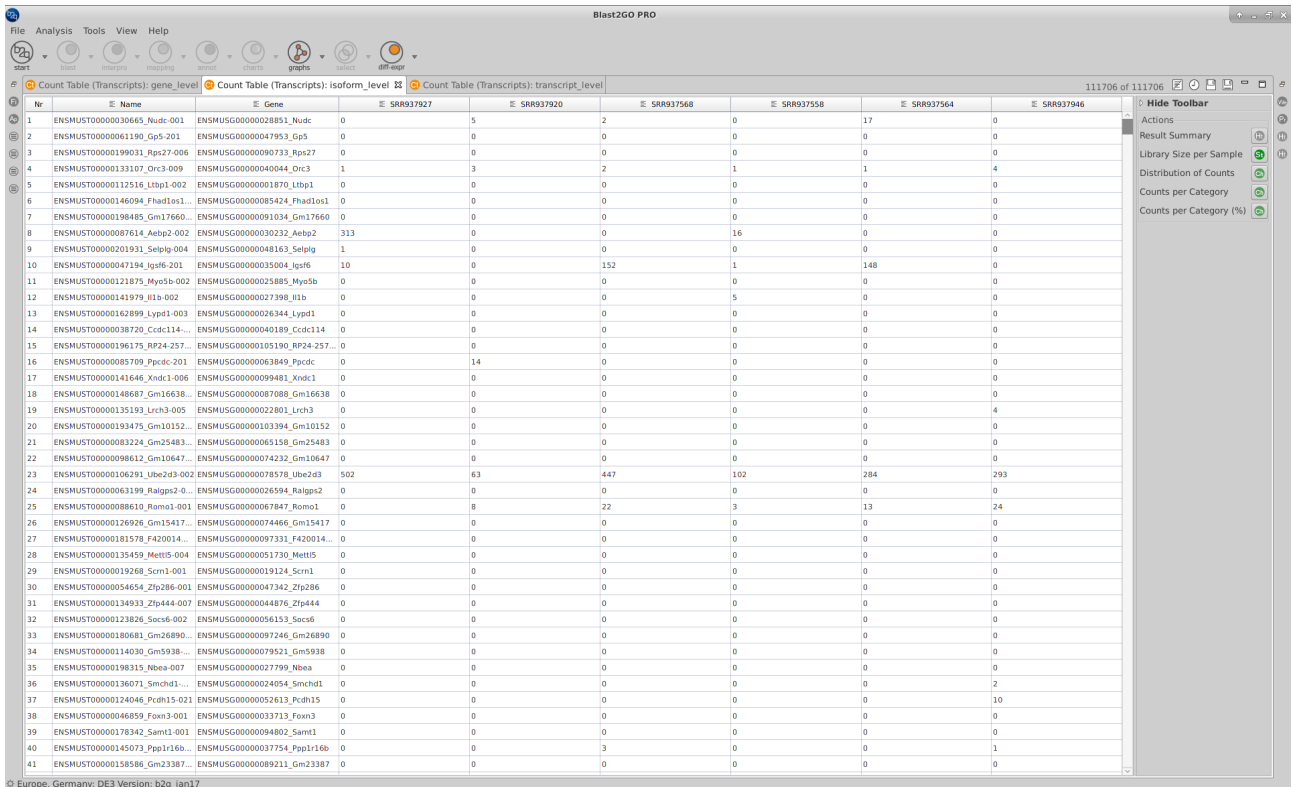 Blast2GO PRO
File Analysis Tools View Help
start blast interpro mapping annot charts graphs select diff-expr
Count Table (Transcripts): gene_level Count Table (Transcripts): isoform_level Count Table (Transcripts): transcript_level 111706 of 111706
Nr Name Gene SRR937927 SRR937920 SRR937568 SRR937558 SRR937564 SRR937946
1 ENSMUST00000030665_Nudc-001 ENSMUSG00000028851_Nudc 0 5 2 0 17 0
2 ENSMUST00000061190_Gp5-201 ENSMUSG00000047953_Gp5 0 0 0 0 0 0
3 ENSMUST00000199031_Rps27-006 ENSMUSG00000090733_Rps27 0 0 0 0 0 0
4 ENSMUST00000133107_Orc3-009 ENSMUSG00000040044_Orc3 1 3 2 1 1 4
5 ENSMUST00000112516_Ltbp1-002 ENSMUSG00000001870_Ltbp1 0 0 0 0 0 0
6 ENSMUST00000146094_Fhad1os1... ENSMUSG00000085424_Fhad1os1 0 0 0 0 0 0
7 ENSMUST00000198485_Gm17660... ENSMUSG00000091034_Gm17660 0 0 0 0 0 0
8 ENSMUST00000087614_Aebp2-002 ENSMUSG00000030232_Aebp2 313 0 0 16 0 0
9 ENSMUST00000201931_Selplg-004 ENSMUSG00000048163_Selplg 1 0 0 0 0 0
10 ENSMUST00000047194_Igsf6-201 ENSMUSG00000035004_Igsf6 10 0 152 1 148 0
11 ENSMUST00000121875_Myo5b-002 ENSMUSG00000025885_Myo5b 0 0 0 0 0 0
12 ENSMUST00000141979_Il1b-002 ENSMUSG00000027398_Il1b 0 0 0 5 0 0
13 ENSMUST00000162899_Lypd1-003 ENSMUSG00000026344_Lypd1 0 0 0 0 0 0
14 ENSMUST00000038720_Ccdc114-... ENSMUSG00000040189_Ccdc114 0 0 0 0 0 0
15 ENSMUST00000196175_RP24-257... ENSMUSG00000105190_RP24-257... 0 0 0 0 0 0
16 ENSMUST00000085709_Ppcdc-201 ENSMUSG00000063849_Ppcdc 0 14 0 0 0 0
17 ENSMUST00000141646_Xndc1-006 ENSMUSG00000099481_Xndc1 0 0 0 0 0 0
18 ENSMUST00000148687_Gm16638... ENSMUSG00000087088_Gm16638 0 0 0 0 0 0
19 ENSMUST00000135193_Lrch3-005 ENSMUSG00000022801_Lrch3 0 0 0 0 0 4
20 ENSMUST00000193475_Gm10152... ENSMUSG00000103394_Gm10152 0 0 0 0 0 0
21 ENSMUST00000083224_Gm25483... ENSMUSG00000065158_Gm25483 0 0 0 0 0 0
22 ENSMUST00000098612_Gm10647... ENSMUSG00000074232_Gm10647 0 0 0 0 0 0
23 ENSMUST00000106291_Ube2d3-002 ENSMUSG00000078578_Ube2d3 502 63 447 102 284 293
24 ENSMUST00000063199_Ralgps2-0... ENSMUSG00000026594_Ralgps2 0 0 0 0 0 0
25 ENSMUST00000088610_Romo1-001 ENSMUSG00000067847_Romo1 0 8 22 3 13 24
26 ENSMUST00000126926_Gm15417... ENSMUSG00000074466_Gm15417 0 0 0 0 0 0
27 ENSMUST00000181578_F420014... ENSMUSG00000097331_F420014... 0 0 0 0 0 0
28 ENSMUST00000135459_Mettl5-004 ENSMUSG00000051730_Mettl5 0 0 0 0 0 0
29 ENSMUST00000019268_Scrn1-001 ENSMUSG00000019124_Scrn1 0 0 0 0 0 0
30 ENSMUST00000054654_Zfp286-001 ENSMUSG00000047342_Zfp286 0 0 0 0 0 0
31 ENSMUST00000134933_Zfp444-007 ENSMUSG00000044876_Zfp444 0 0 0 0 0 0
32 ENSMUST00000123826_Socs6-002 ENSMUSG00000056153_Socs6 0 0 0 0 0 0
33 ENSMUST00000180681_Gm26890... ENSMUSG00000097246_Gm26890 0 0 0 0 0 0
34 ENSMUST00000114030_Gm5938-... ENSMUSG00000079521_Gm5938 0 0 0 0 0 0
35 ENSMUST00000198315_Nbea-007 ENSMUSG00000027799_Nbea 0 0 0 0 0 0
36 ENSMUST00000136071_Smchd1-... ENSMUSG00000024054_Smchd1 0 0 0 0 0 2
37 ENSMUST00000124046_Pcdh15-021 ENSMUSG00000052613_Pcdh15 0 0 0 0 0 10
38 ENSMUST00000046859_Foxn3-001 ENSMUSG00000033713_Foxn3 0 0 0 0 0 0
39 ENSMUST00000178342_Samt1-001 ENSMUSG00000094802_Samt1 0 0 0 0 0 0
40 ENSMUST00000145073_Ppp1r16b... ENSMUSG00000037754_Ppp1r16b 0 0 3 0 0 1
41 ENSMUST00000158586_Gm23387... ENSMUSG00000089211_Gm23387 0 0 0 0 0 0
Hide Toolbar
Actions
Result Summary
Library Size per Sample
Distribution of Counts
Counts per Category
Counts per Category (%)
Europe, Germany: DE3 Version: b2g_jan17